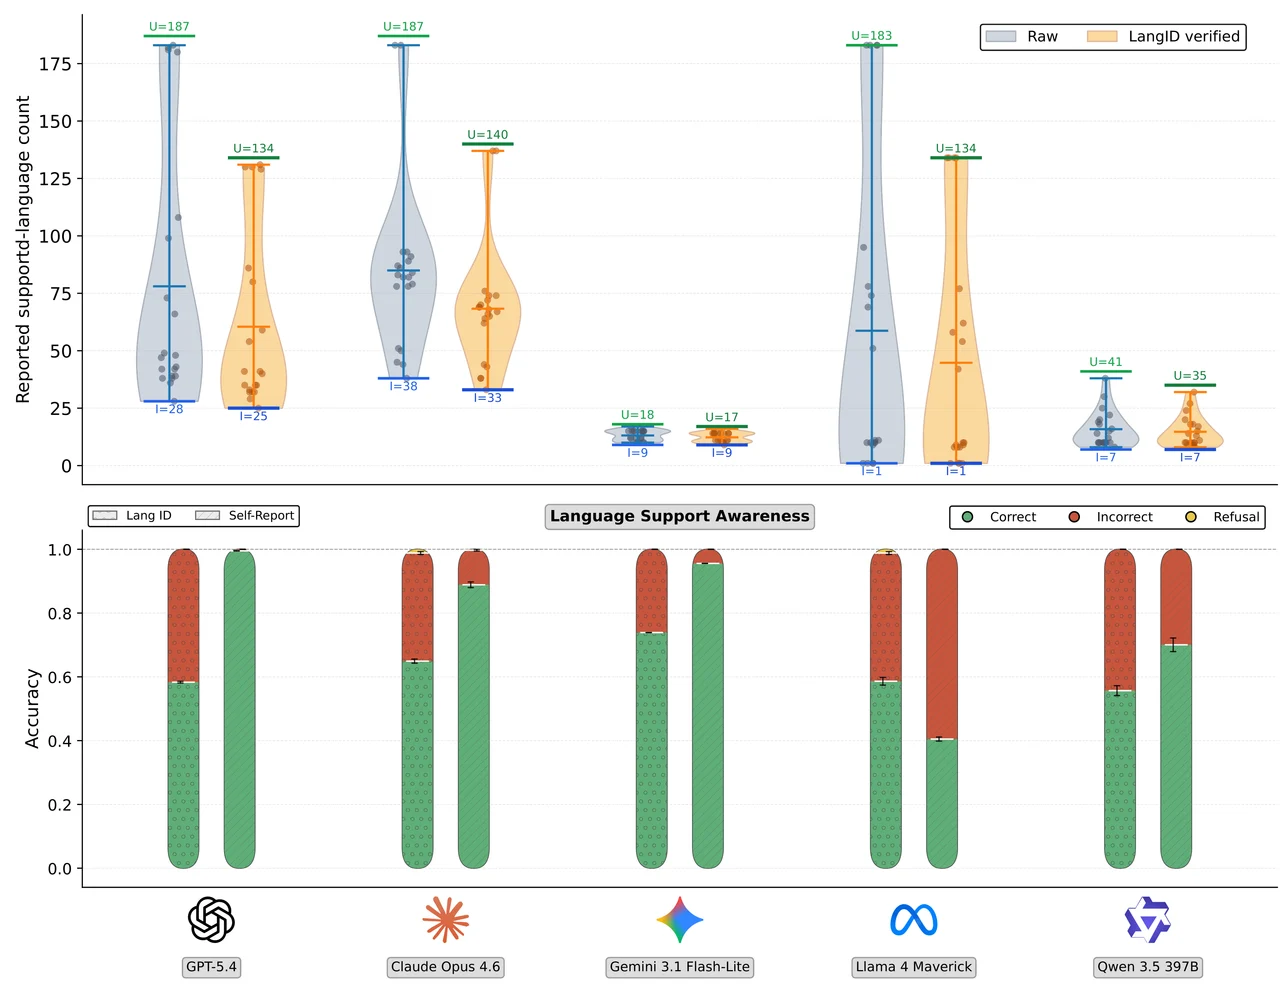 U=187
U=187
U=183
Raw
LangID verified
U=134
U=140
U=134
Reported supportd-language count
175
150
125
100
75
50
25
0
I=28
I=25
I=38
I=33
U=18
U=17
I=9
I=9
I=1
I=1
U=41
U=35
I=7
I=7
Lang ID
Self-Report
Language Support Awareness
Correct
Incorrect
Refusal
Accuracy
1.0
0.8
0.6
0.4
0.2
0.0
GPT-5.4
Claude Opus 4.6
Gemini 3.1 Flash-Lite
Llama 4 Maverick
Qwen 3.5 397B